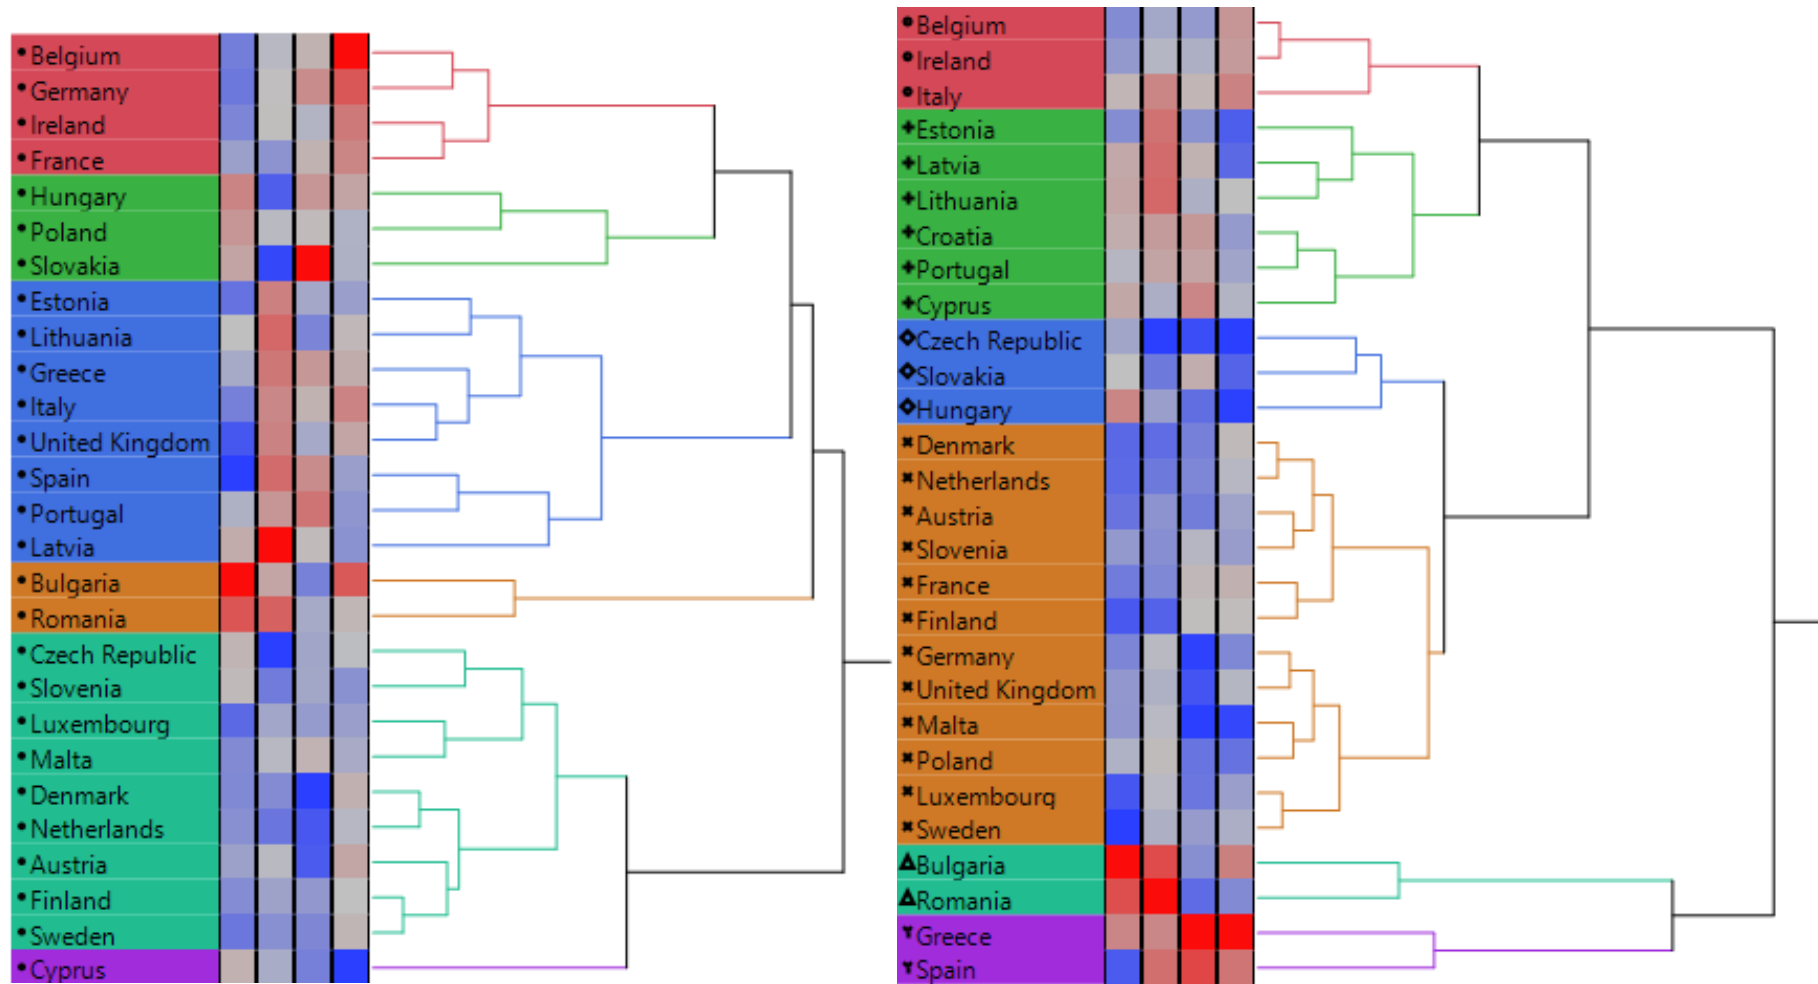 Belgium
Germany
Ireland
France
Hungary
Poland
Slovakia
Estonia
Lithuania
Greece
Italy
United Kingdom
Spain
Portugal
Latvia
Bulgaria
Romania
Czech Republic
Slovenia
Luxembourg
Malta
Denmark
Netherlands
Austria
Finland
Sweden
Cyprus
Belgium
Ireland
Italy
Estonia
Latvia
Lithuania
Croatia
Portugal
Cyprus
Czech Republic
Slovakia
Hungary
Denmark
Netherlands
Austria
Slovenia
France
Finland
Germany
United Kingdom
Malta
Poland
Luxembourg
Sweden
Bulgaria
Romania
Greece
Spain